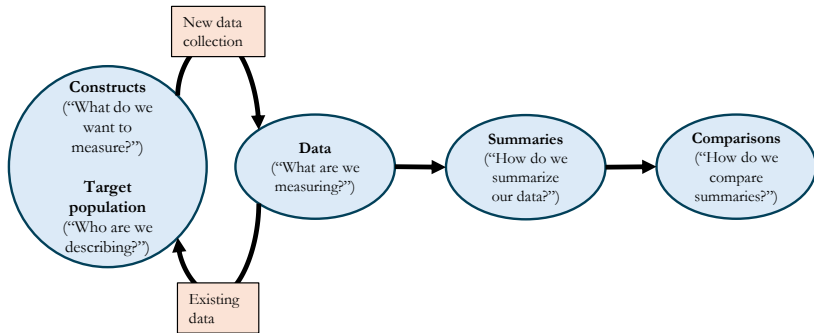 New data
collection
Constructs
(“What do we
want to
measure?”)
Target
population
(“Who are we
describing?”)
Data
(“What are we
measuring?”)
Summaries
(“How do we
summarize
our data?”)
Comparisons
(“How do we
compare
summaries?”)
Existing
data